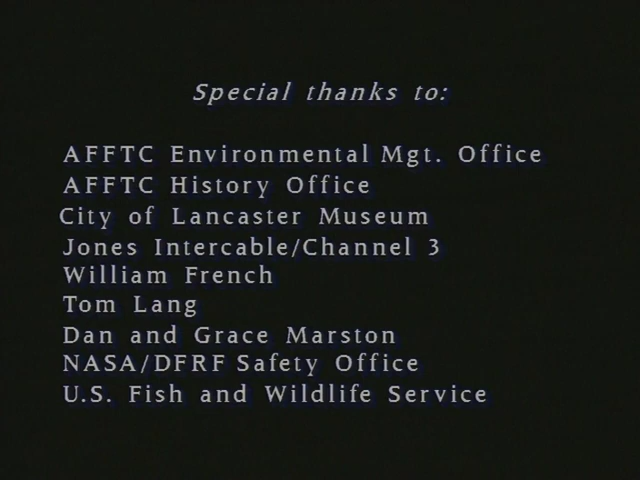 Special thanks to:
AFFTC Environmental Mgt. Office
AFFTC History Office
City of Lancaster Museum
Jones Intercable/Channel 3
William French
Tom Lang
Dan and Grace Marston
NASA/DFRF Safety Office
U.S. Fish and Wildlife Service